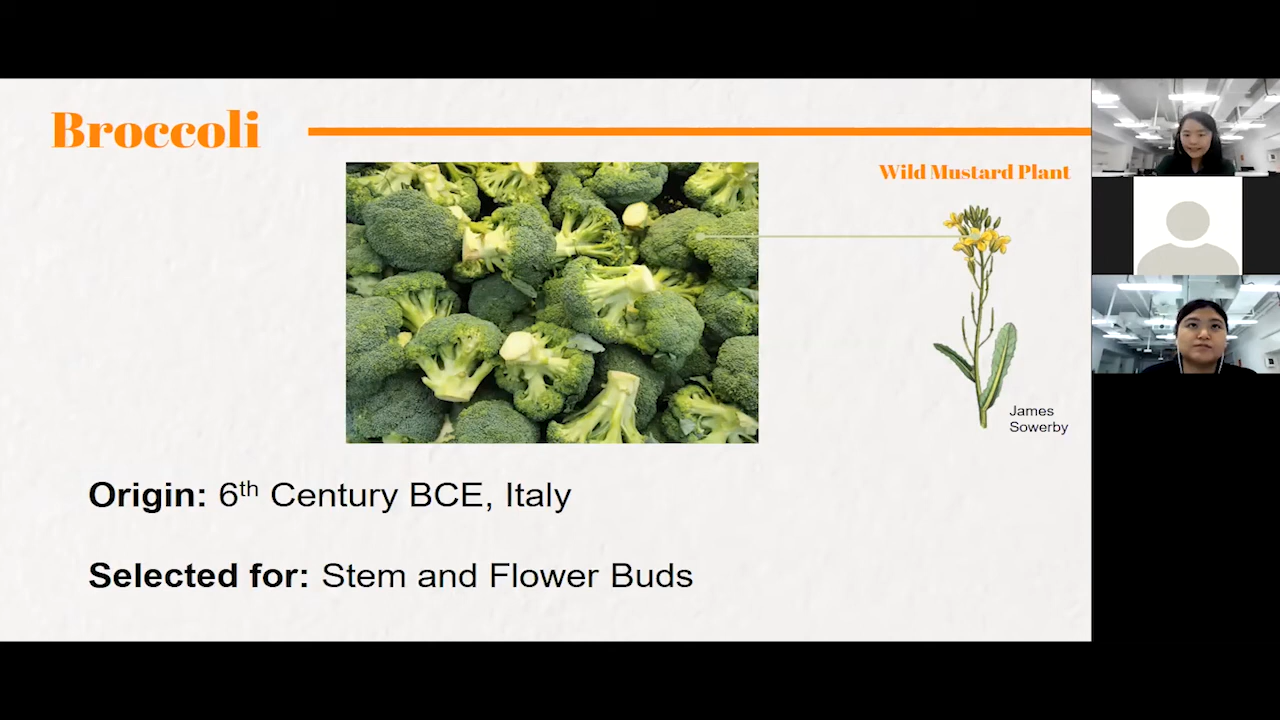 Broccoli
Wild Mustard Plant
James
Sowerby
Origin: 6th Century BCE, Italy
Selected for: Stem and Flower Buds